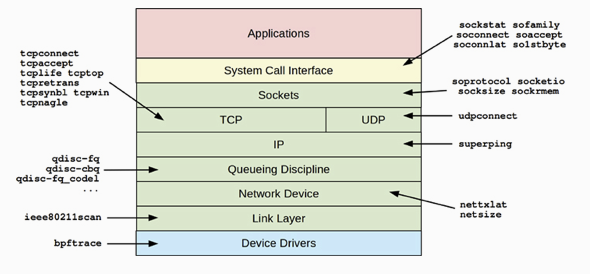 tcpconnect
tcpaccept
tcplife tcptop
tcpretrans
tcpsynbl tcpwin
tcpnagle
qdisc-fq
qdisc-cbq
qdisc-fq_codel
...
ieee80211scan
bpftrace
Applications
System Call Interface
Sockets
TCP
UDP
IP
Queueing Discipline
Network Device
Link Layer
Device Drivers
sockstat sofamily
soconnect soaccept
soconnlat solstbyte
soprotocol socketio
socksize sockrmem
udpconnect
superping
nettxlat
netsize